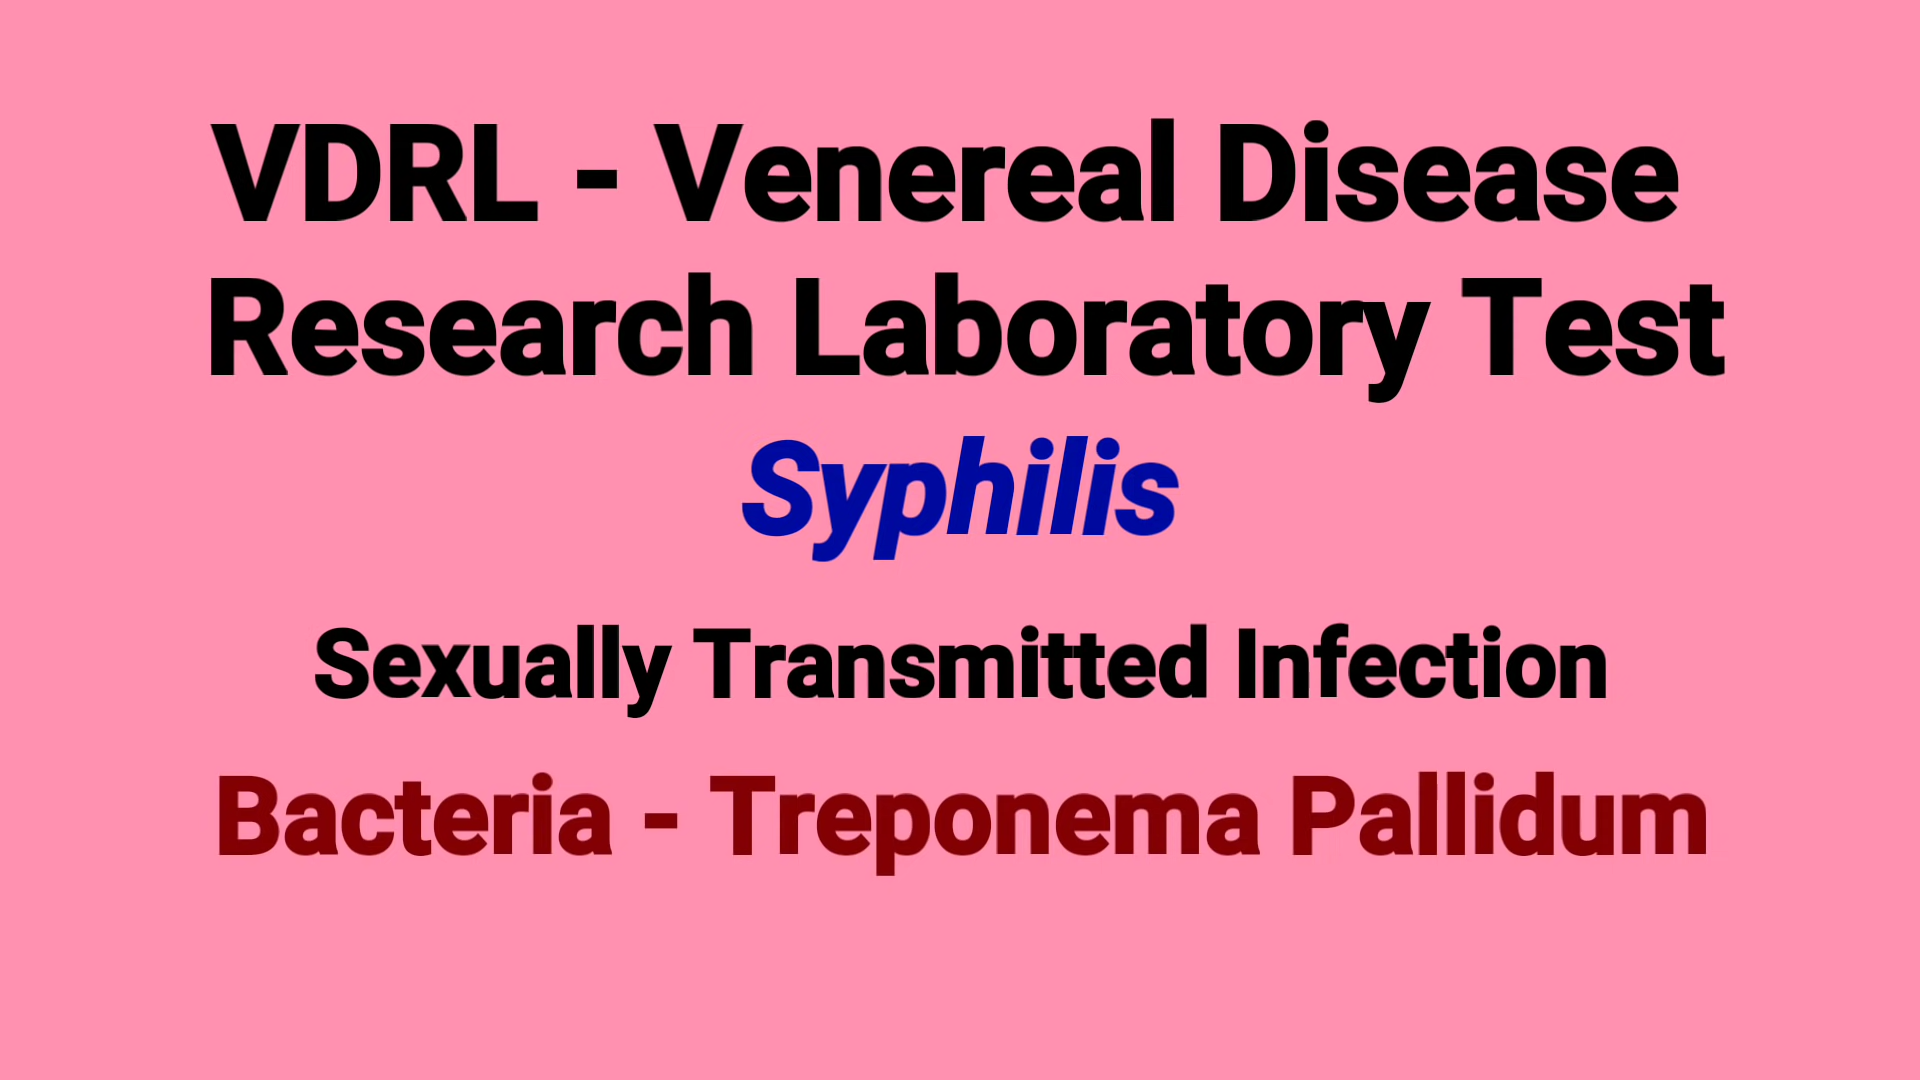 VDRL - Venereal Disease
Research Laboratory Test
Syphilis
Sexually Transmitted Infection
Bacteria - Treponema Pallidum